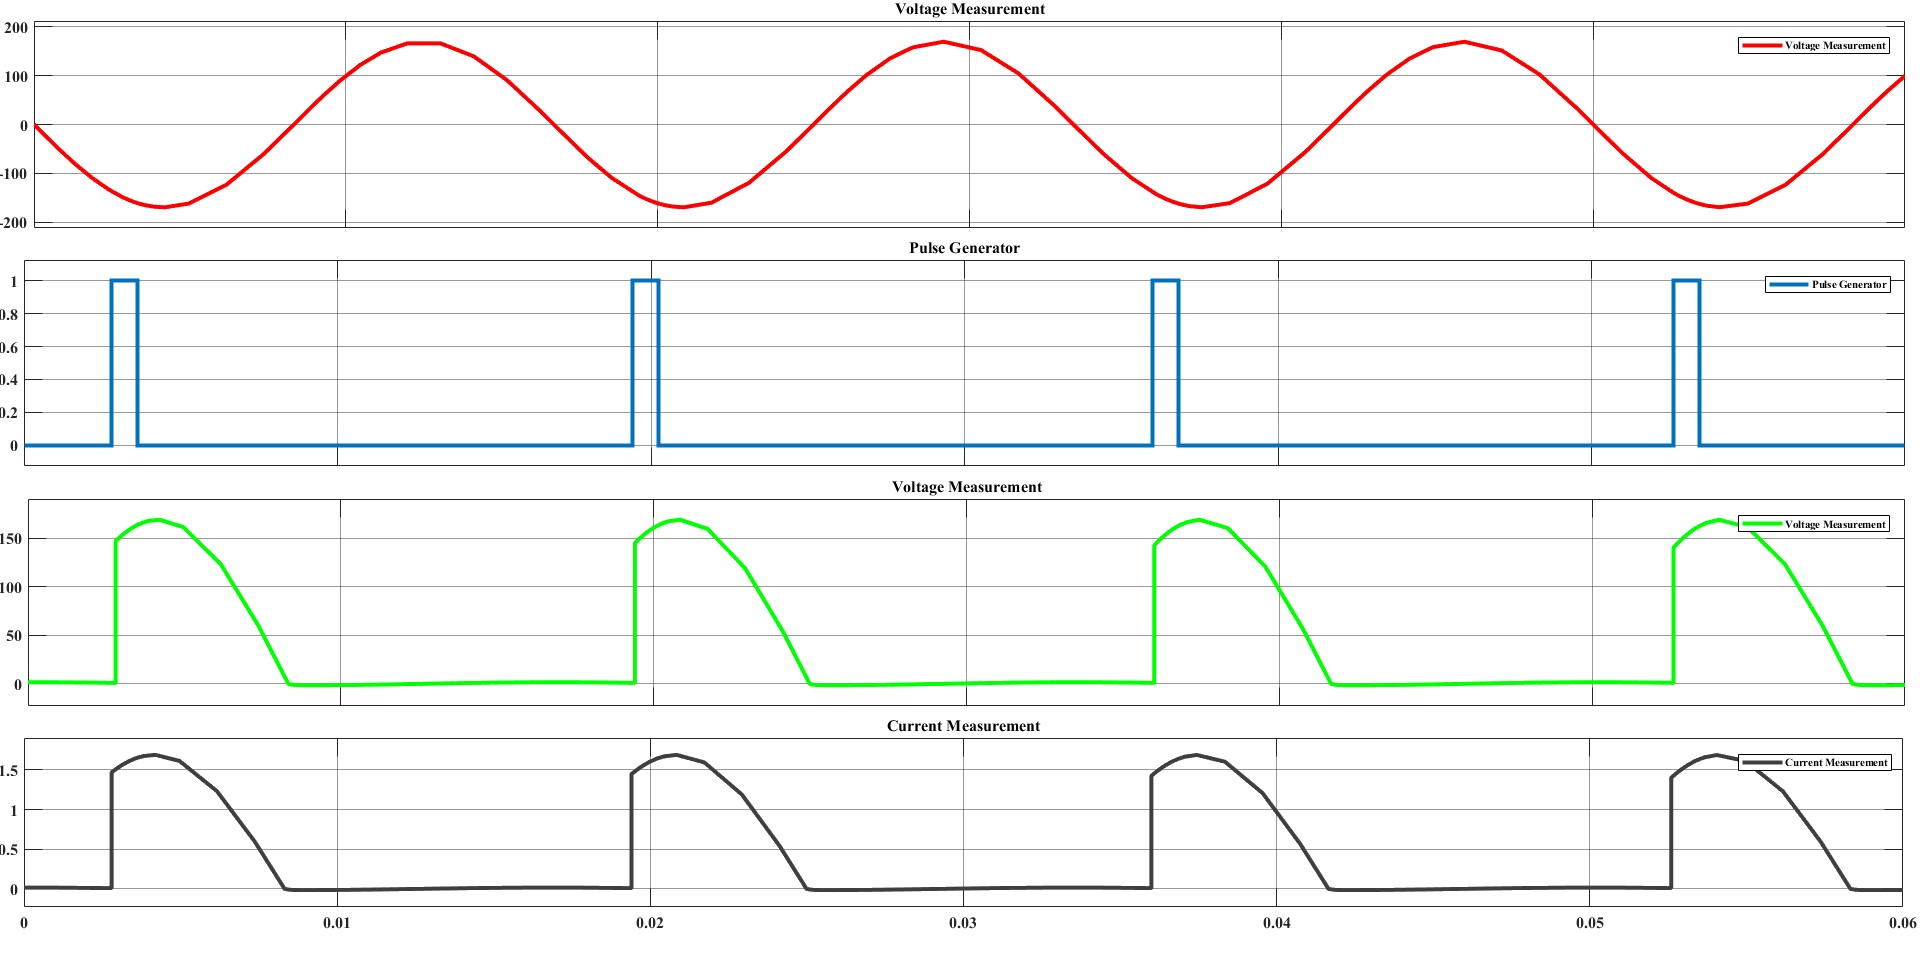 Voltage Measurement
200
100
0
-100
-200
Voltage Measurement
Pulse Generator
1
0.8
0.6
0.4
0.2
0
Pulse Generator
Voltage Measurement
150
100
50
0
Voltage Measurement
Current Measurement
1.5
1
0.5
0
Current Measurement
0 0.01 0.02 0.03 0.04 0.05 0.06